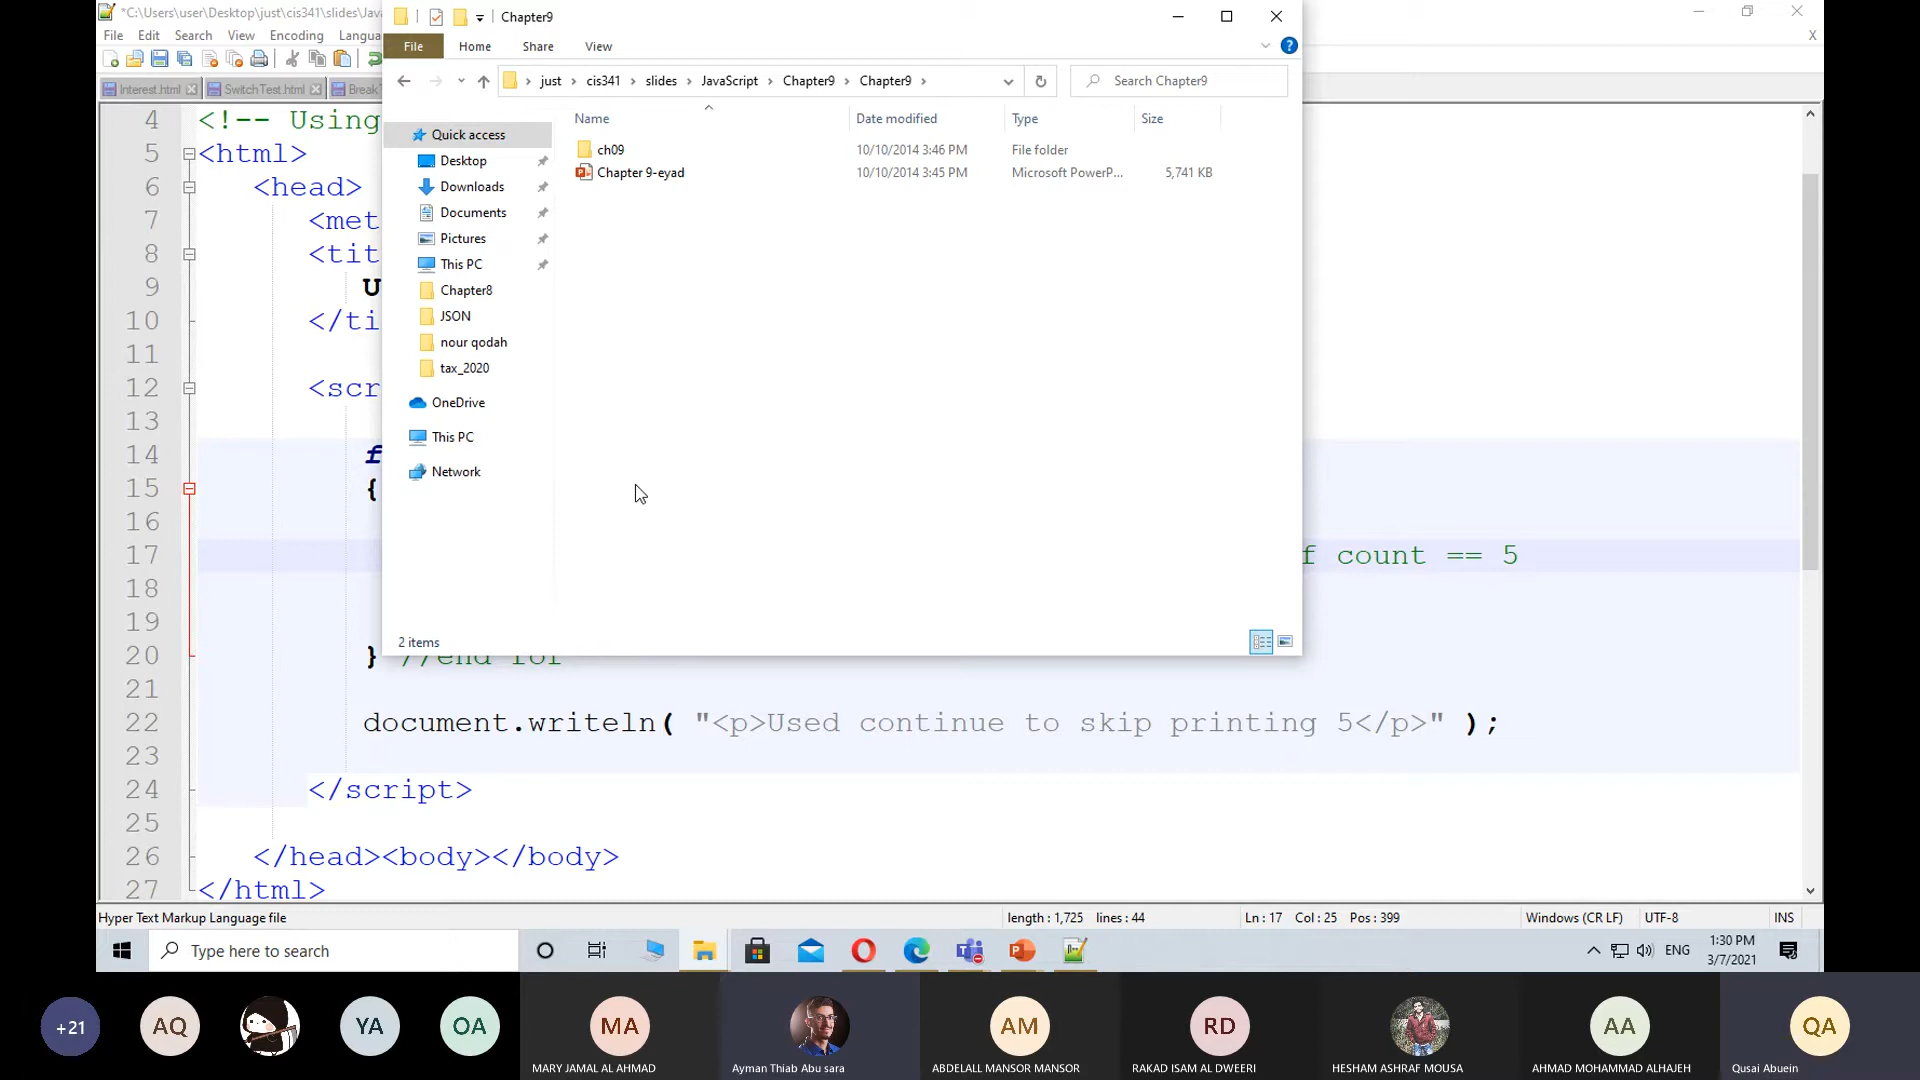 *C:\Users\user\Desktop\just\cis341\slides\Jav
File Edit Search View Encoding Langua
Interest.html SwitchTest.html Break
X
4 <!-- Using
5 <html>
6 <head>
7 <met
8 <tit
9 U
10 </ti
11
12 <scr
13
14 f
15 {
16
17 f count == 5
18
19
20 } //end for
21
22 document.writeln( "<p>Used continue to skip printing 5</p>" );
23
24 </script>
25
26 </head><body></body>
27 </html>
Hyper Text Markup Language file length : 1,725 lines : 44 Ln : 17 Col : 25 Pos : 399 Windows (CR LF) UTF-8 INS
Chapter9
File Home Share View
just › cis341 › slides › JavaScript › Chapter9 › Chapter9 ›
Search Chapter9
Name Date modified Type Size
ch09 10/10/2014 3:46 PM File folder
Chapter 9-eyad 10/10/2014 3:45 PM Microsoft PowerP... 5,741 KB
Quick access
Desktop
Downloads
Documents
Pictures
This PC
Chapter8
JSON
nour qodah
tax_2020
OneDrive
This PC
Network
2 items
Type here to search
ENG
1:30 PM
3/7/2021
+21 AQ YA OA MA AM RD AA QA
MARY JAMAL AL AHMAD Ayman Thiab Abu sara ABDELALL MANSOR MANSOR RAKAD ISAM AL DWEERI HESHAM ASHRAF MOUSA AHMAD MOHAMMAD ALHAJEH Qusai Abuein